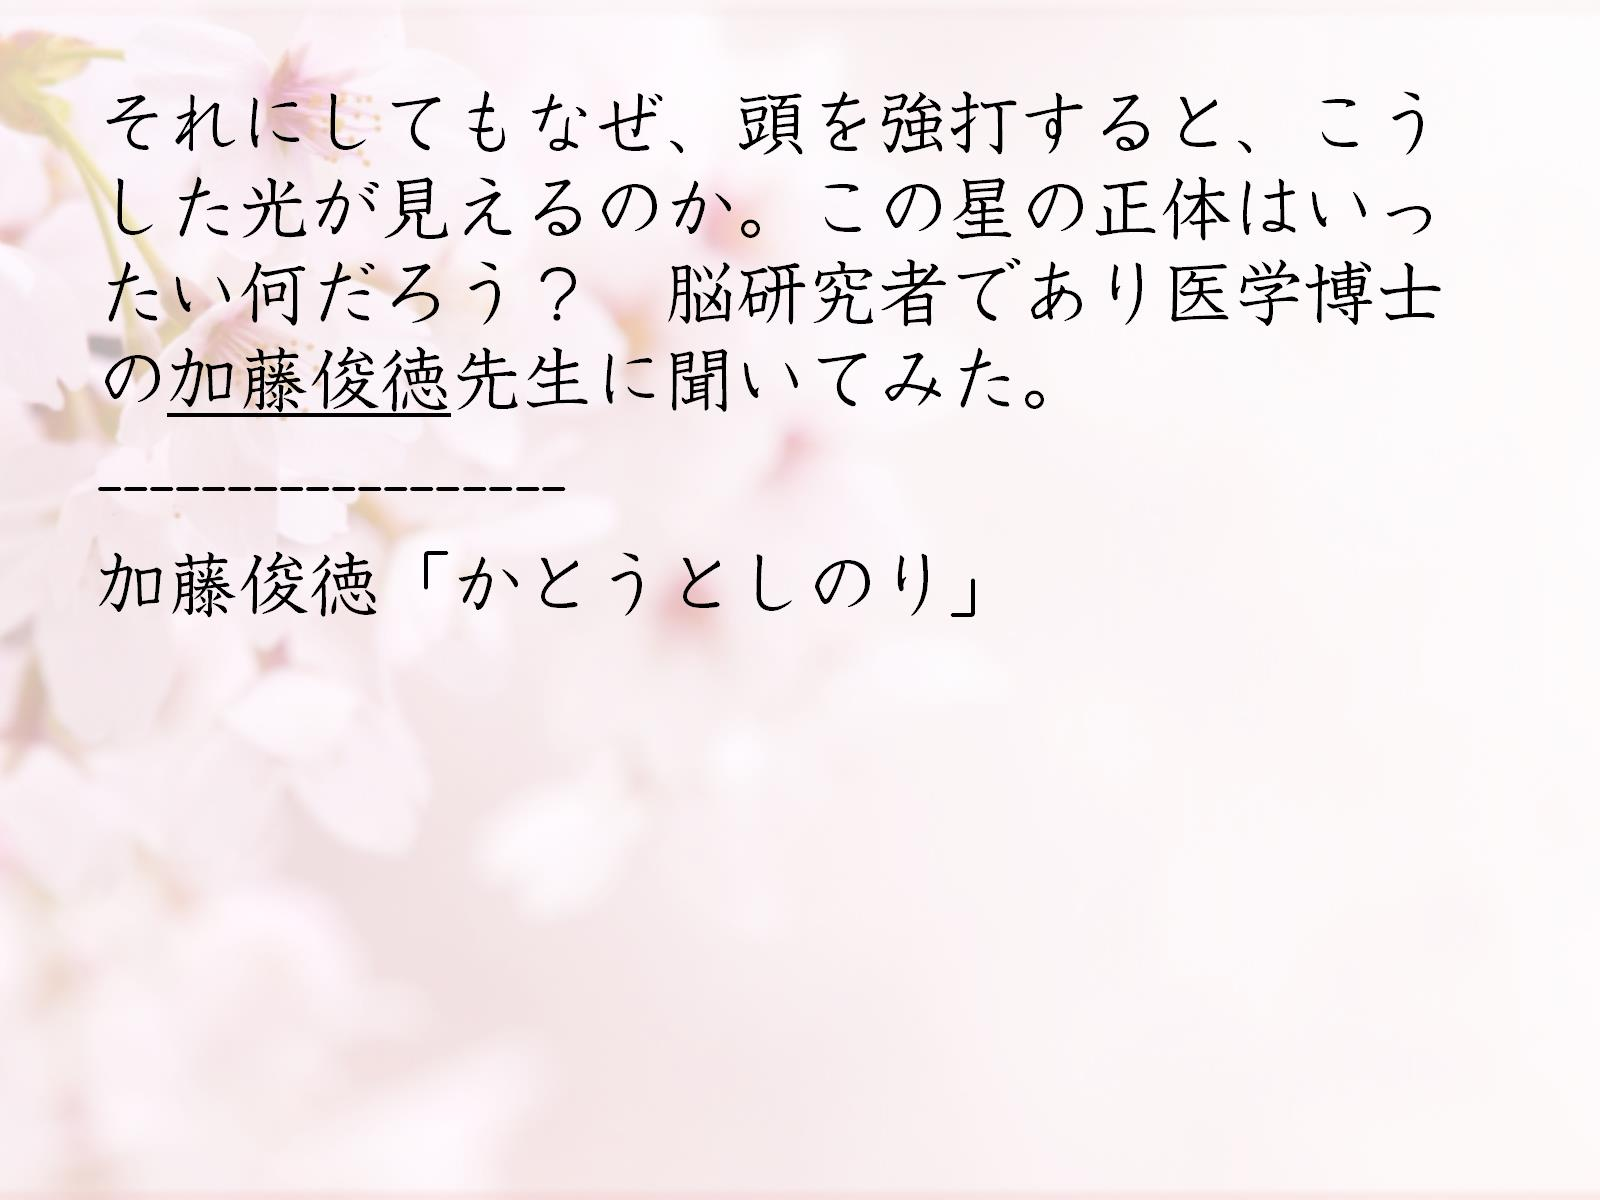 それにしてもなぜ、頭を強打すると、こう
した光が見えるのか。この星の正体はいっ
たい何だろう？　脳研究者であり医学博士
の加藤俊徳先生に聞いてみた。
------------------
加藤俊徳「かとうとしのり」